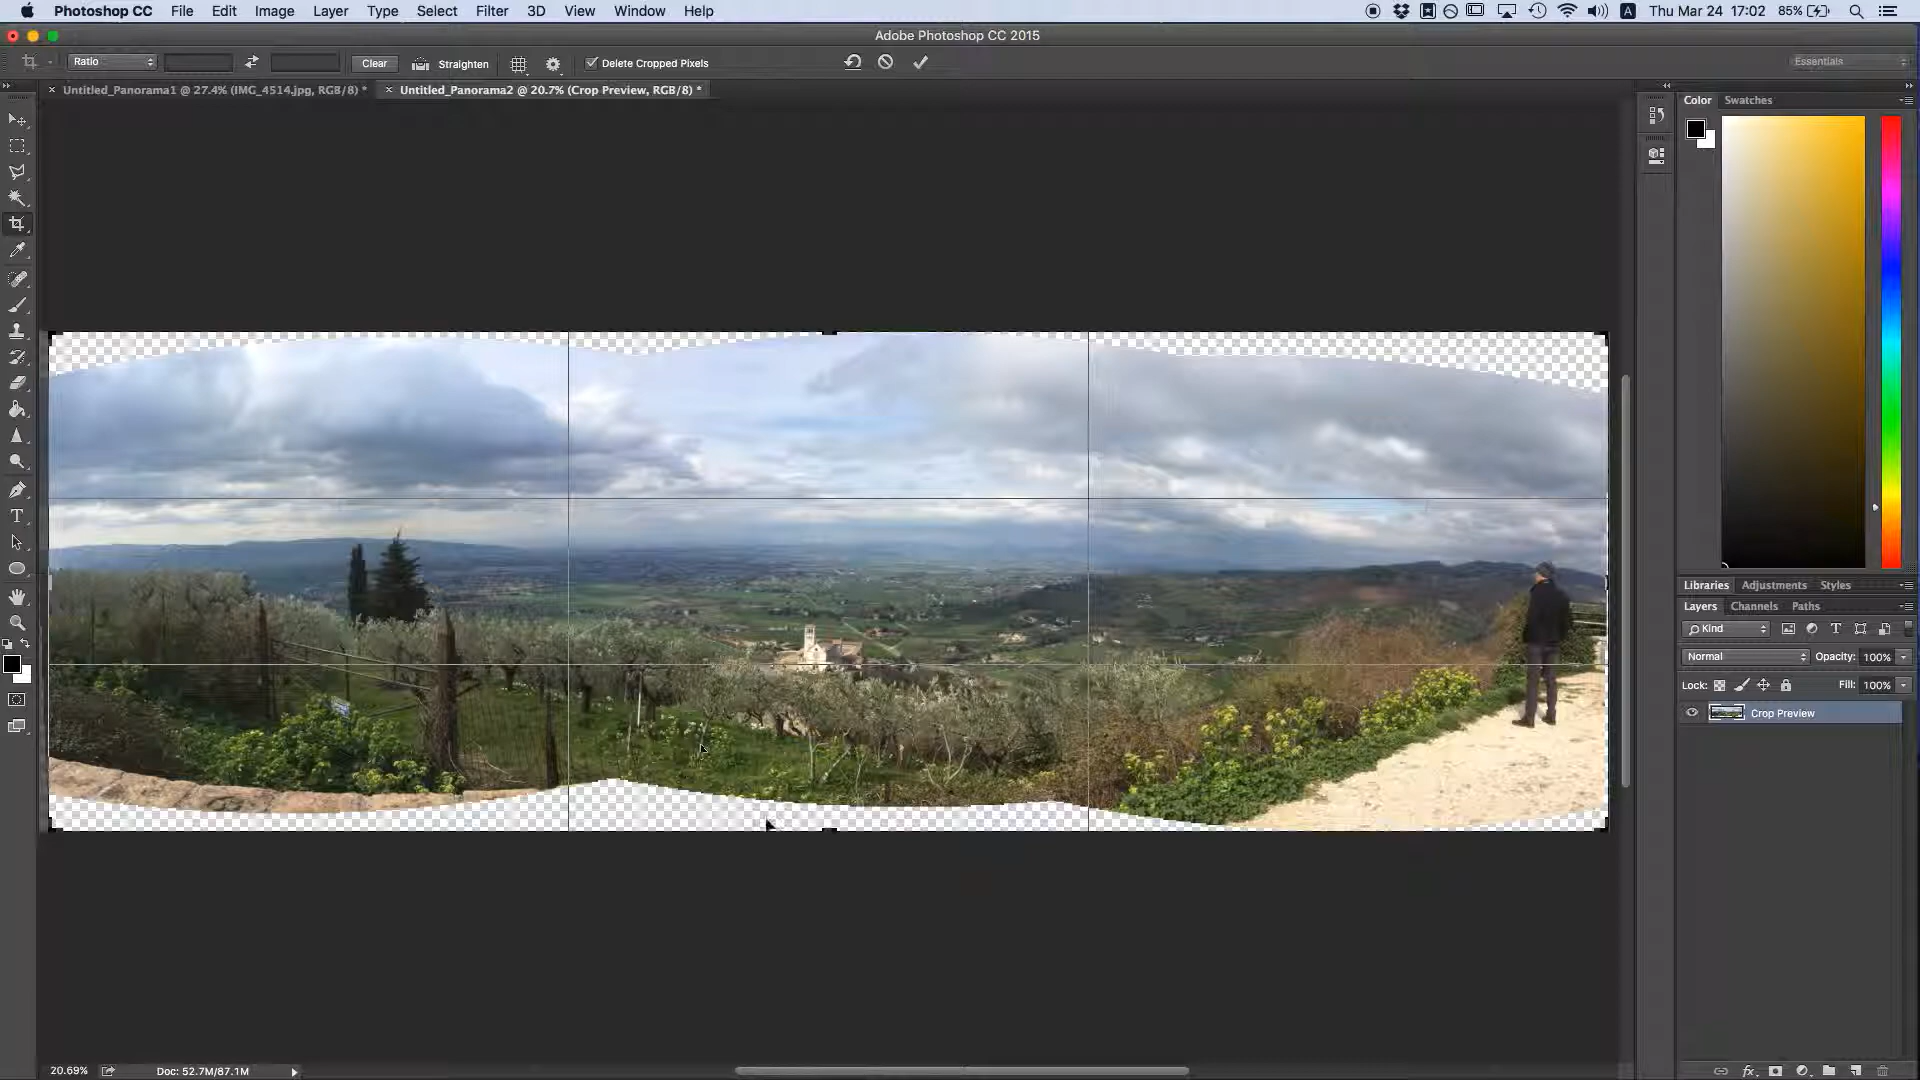 Photoshop CC File Edit Image Layer Type Select Filter 3D View Window Help A Thu Mar 24 17:02 85%
Adobe Photoshop CC 2015
Ratio Clear Straighten Delete Cropped Pixels Essentials
Untitled_Panorama1 @ 27.4% (IMG_4514.jpg, RGB/8) * Untitled_Panorama2 @ 20.7% (Crop Preview, RGB/8) *
Color Swatches
Libraries Adjustments Styles
Layers Channels Paths
Kind
Normal Opacity: 100%
Lock: Fill: 100%
Crop Preview
20.69% Doc: 52.7M/87.1M